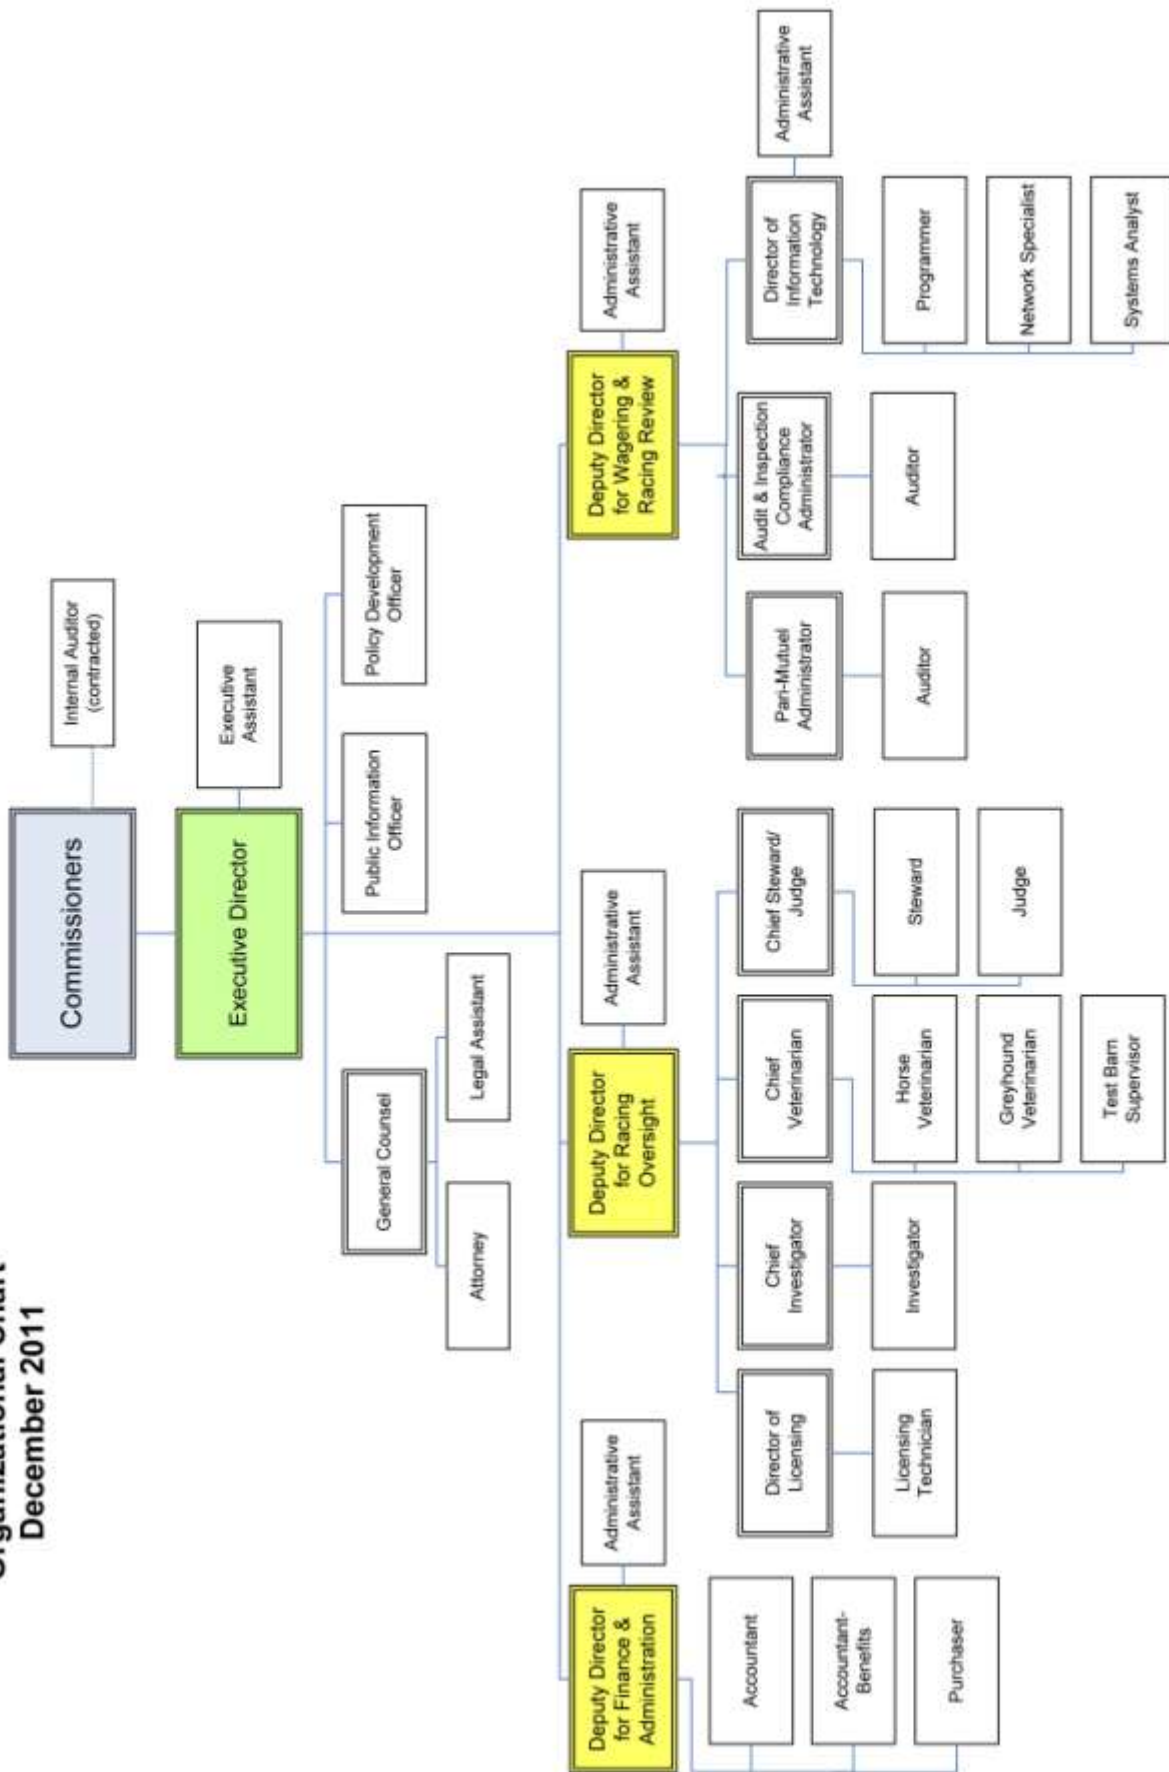 December 2011
Commissioners
Internal Auditor
(contracted)
Executive Director
Executive
Assistant
General Counsel
Public Information
Officer
Policy Development
Officer
Attorney
Legal Assistant
Deputy Director
for Finance &
Administration
Administrative
Assistant
Deputy Director
for Racing
Oversight
Administrative
Assistant
Deputy Director
for Wagering &
Racing Review
Administrative
Assistant
Accountant
Accountant-
Benefits
Purchaser
Director of
Licensing
Licensing
Technician
Chief
Investigator
Investigator
Chief
Veterinarian
Horse
Veterinarian
Greyhound
Veterinarian
Test Barn
Supervisor
Chief Steward/
Judge
Steward
Judge
Pari-Mutuel
Administrator
Auditor
Audit & Inspection
Compliance
Administrator
Auditor
Director of
Information
Technology
Administrative
Assistant
Programmer
Network Specialist
Systems Analyst